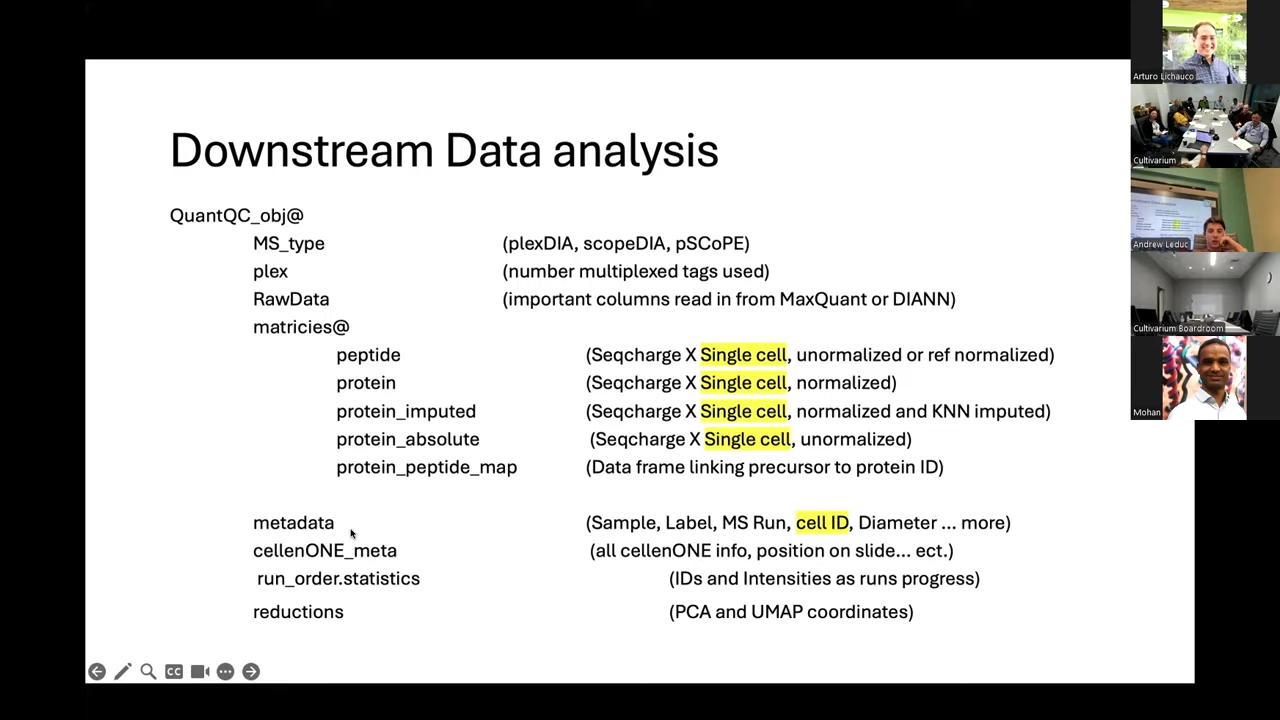 Downstream Data analysis
QuantQC_obj@
MS_type (plexDIA, scopeDIA, pSCoPE)
plex (number multiplexed tags used)
RawData (important columns read in from MaxQuant or DIANN)
matricies@
peptide (Seqcharge X Single cell, unormalized or ref normalized)
protein (Seqcharge X Single cell, normalized)
protein_imputed (Seqcharge X Single cell, normalized and KNN imputed)
protein_absolute (Seqcharge X Single cell, unormalized)
protein_peptide_map (Data frame linking precursor to protein ID)
metadata (Sample, Label, MS Run, cell ID, Diameter ... more)
cellenONE_meta (all cellenONE info, position on slide... ect.)
run_order.statistics (IDs and Intensities as runs progress)
reductions (PCA and UMAP coordinates)
CC
Arturo Lichauco
Cultivarium
Andrew Leduc
Cultivarium Boardroom
Mohan